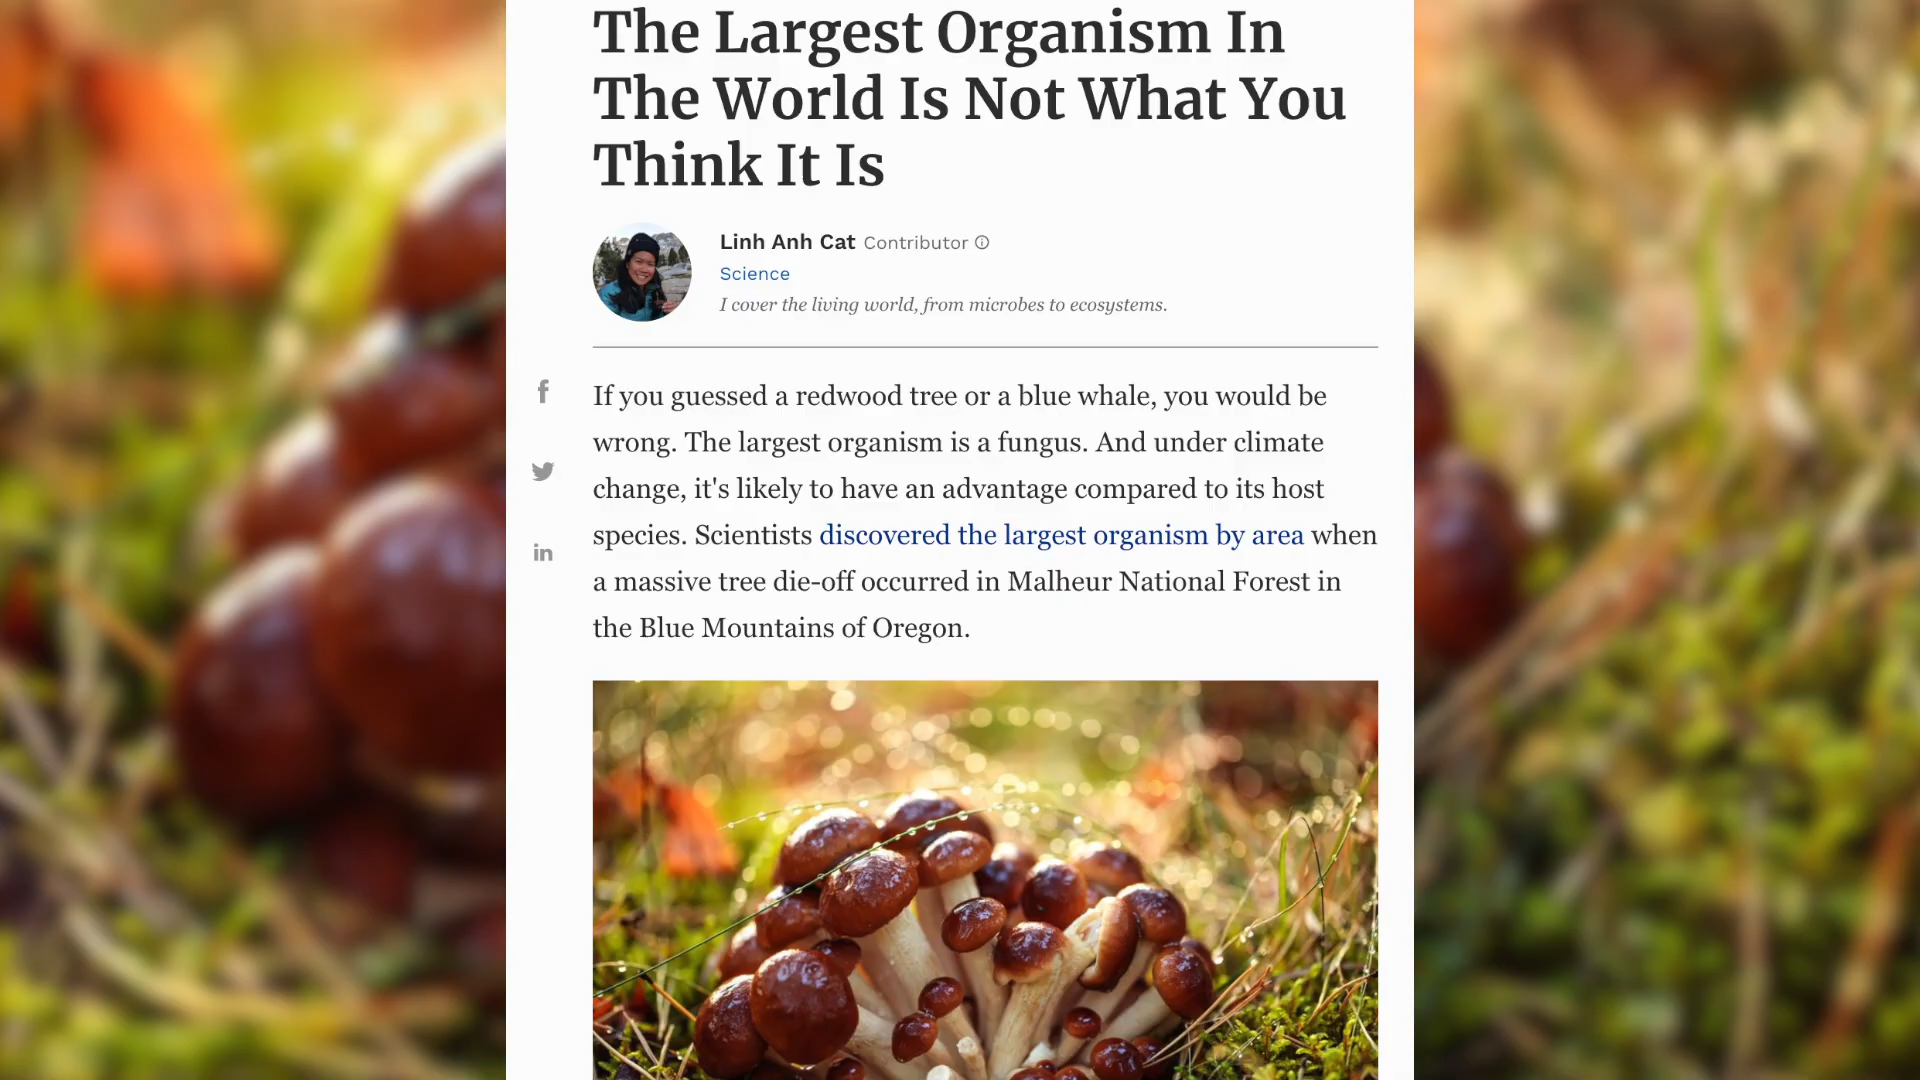 The Largest Organism In
The World Is Not What You
Think It Is
Linh Anh Cat Contributor
Science
I cover the living world, from microbes to ecosystems.
If you guessed a redwood tree or a blue whale, you would be
wrong. The largest organism is a fungus. And under climate
change, it's likely to have an advantage compared to its host
species. Scientists discovered the largest organism by area when
a massive tree die-off occurred in Malheur National Forest in
the Blue Mountains of Oregon.